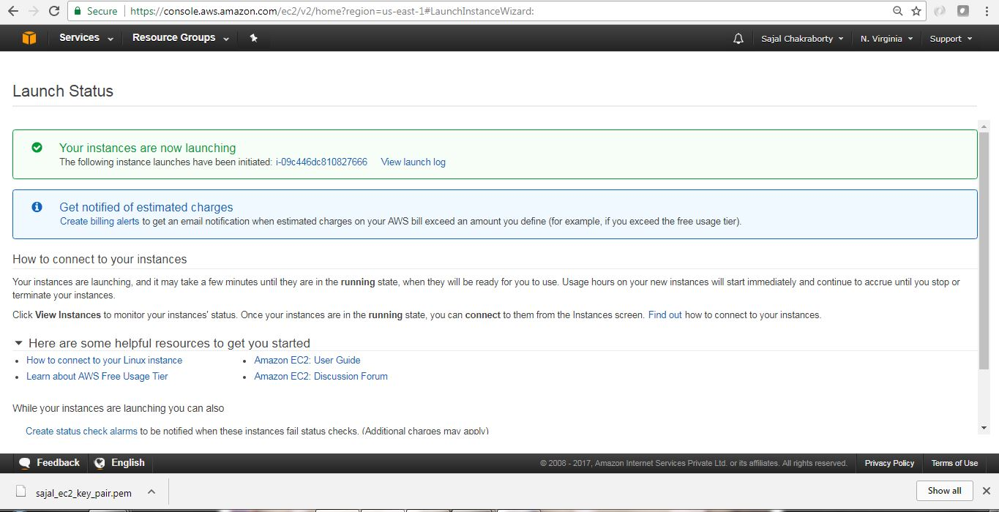 Secure https://console.aws.amazon.com/ec2/v2/home?region=us-east-1#LaunchInstanceWizard:
Services Resource Groups Sajal Chakraborty N. Virginia Support
Launch Status
Your instances are now launching
The following instance launches have been initiated: i-09c446dc810827666 View launch log
Get notified of estimated charges
Create billing alerts to get an email notification when estimated charges on your AWS bill exceed an amount you define (for example, if you exceed the free usage tier).
How to connect to your instances
Your instances are launching, and it may take a few minutes until they are in the running state, when they will be ready for you to use. Usage hours on your new instances will start immediately and continue to accrue until you stop or
terminate your instances.
Click View Instances to monitor your instances' status. Once your instances are in the running state, you can connect to them from the Instances screen. Find out how to connect to your instances.
Here are some helpful resources to get you started
• How to connect to your Linux instance • Amazon EC2: User Guide
• Learn about AWS Free Usage Tier • Amazon EC2: Discussion Forum
While your instances are launching you can also
Create status check alarms to be notified when these instances fail status checks. (Additional charges may apply)
Feedback English © 2008 - 2017, Amazon Internet Services Private Ltd. or its affiliates. All rights reserved. Privacy Policy Terms of Use
sajal_ec2_key_pair.pem Show all